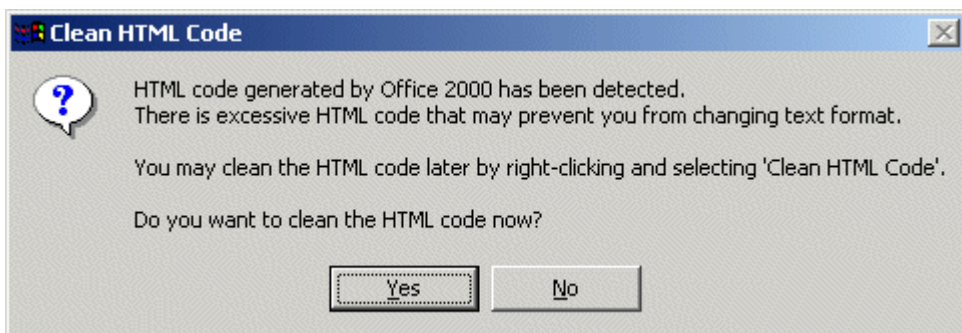 Clean HTML Code
HTML code generated by Office 2000 has been detected.
There is excessive HTML code that may prevent you from changing text format.
You may clean the HTML code later by right-clicking and selecting 'Clean HTML Code'.
Do you want to clean the HTML code now?
Yes No